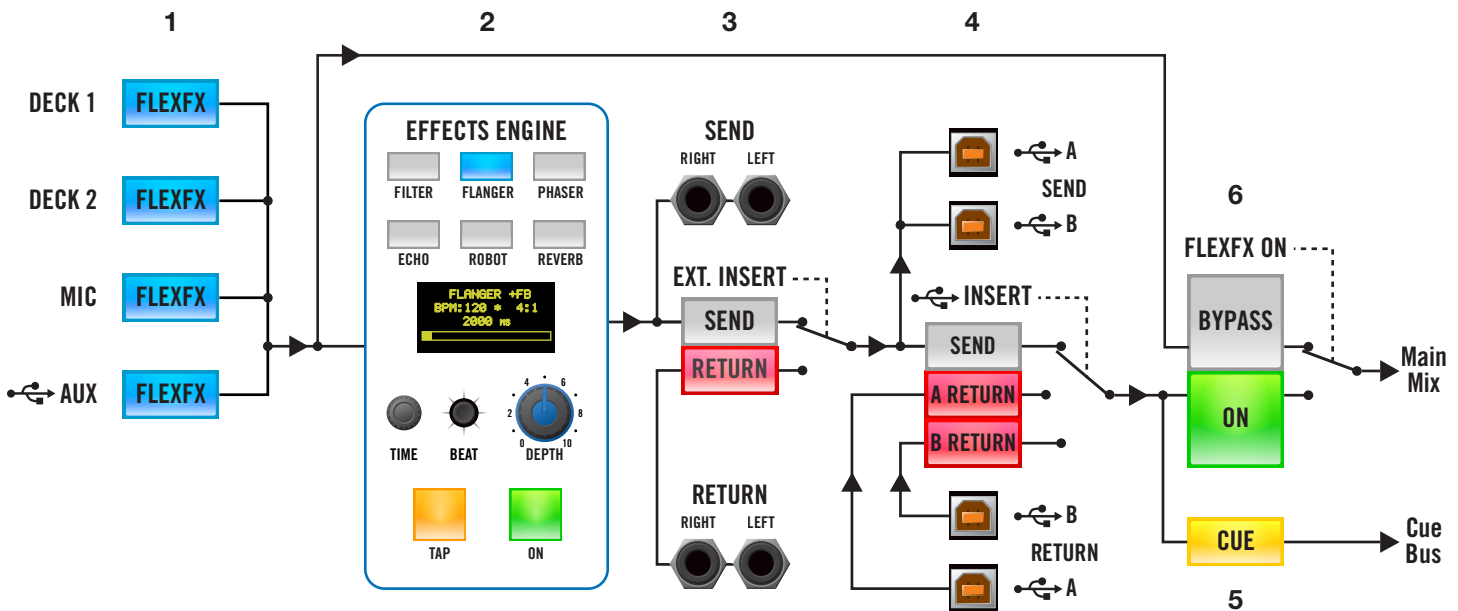 1
2
3
4
DECK 1
FLEXFX
DECK 2
FLEXFX
MIC
FLEXFX
AUX
FLEXFX
EFFECTS ENGINE
FILTER
FLANGER
PHASER
ECHO
ROBOT
REVERB
FLANGER +FB
BPM:120 * 4:1
2000 MS
TIME
BEAT
0 2 4 6 8 10
DEPTH
TAP
ON
SEND
RIGHT LEFT
EXT. INSERT
SEND
RETURN
RETURN
RIGHT LEFT
A
SEND
B
INSERT
SEND
A RETURN
B RETURN
B
RETURN
A
6
FLEXFX ON
BYPASS
ON
Main
Mix
CUE
Cue
Bus
5